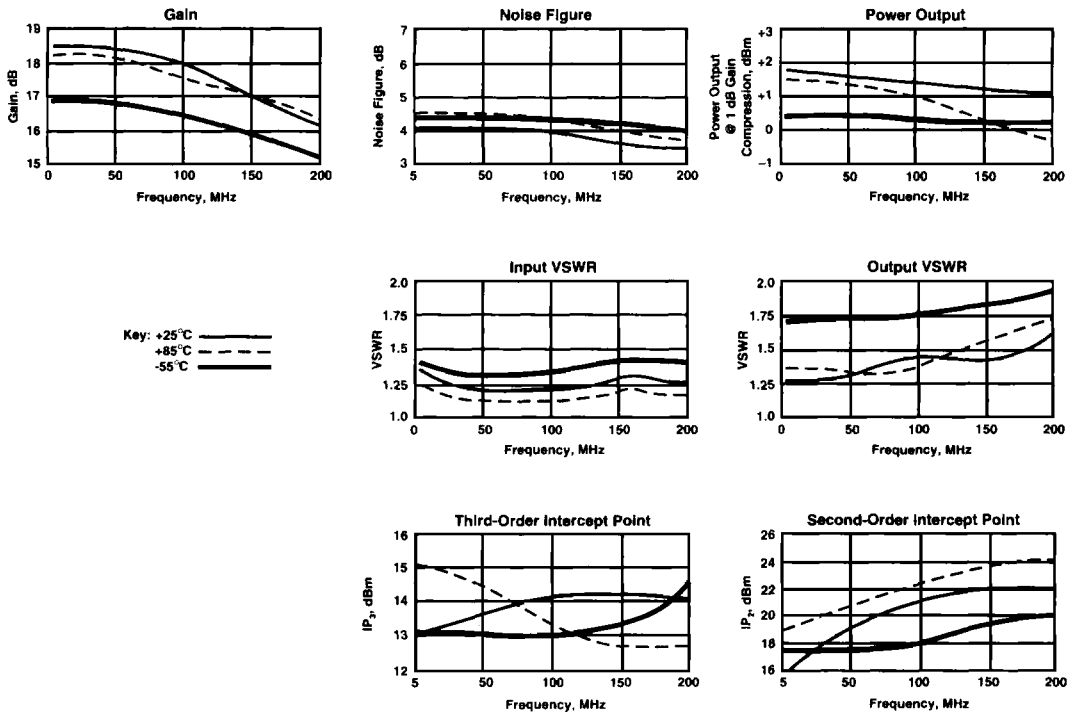 Gain
19
18
17
16
15
Gain, dB
0
50
100
150
200
Frequency, MHz
Noise Figure
7
6
5
4
3
Noise Figure, dB
5
50
100
150
200
Frequency, MHz
Power Output
+3
+2
+1
0
−1
Power Output
@ 1 dB Gain
Compression, dBm
0
50
100
150
200
Frequency, MHz
Key: +25°C
+85°C
-55°C
Input VSWR
2.0
1.75
1.5
1.25
1.0
VSWR
0
50
100
150
200
Frequency, MHz
Output VSWR
2.0
1.75
1.50
1.25
1.0
VSWR
0
50
100
150
200
Frequency, MHz
Third-Order Intercept Point
16
15
14
13
12
IP3, dBm
5
50
100
150
200
Frequency, MHz
Second-Order Intercept Point
26
24
22
20
18
16
IP2, dBm
5
50
100
150
200
Frequency, MHz